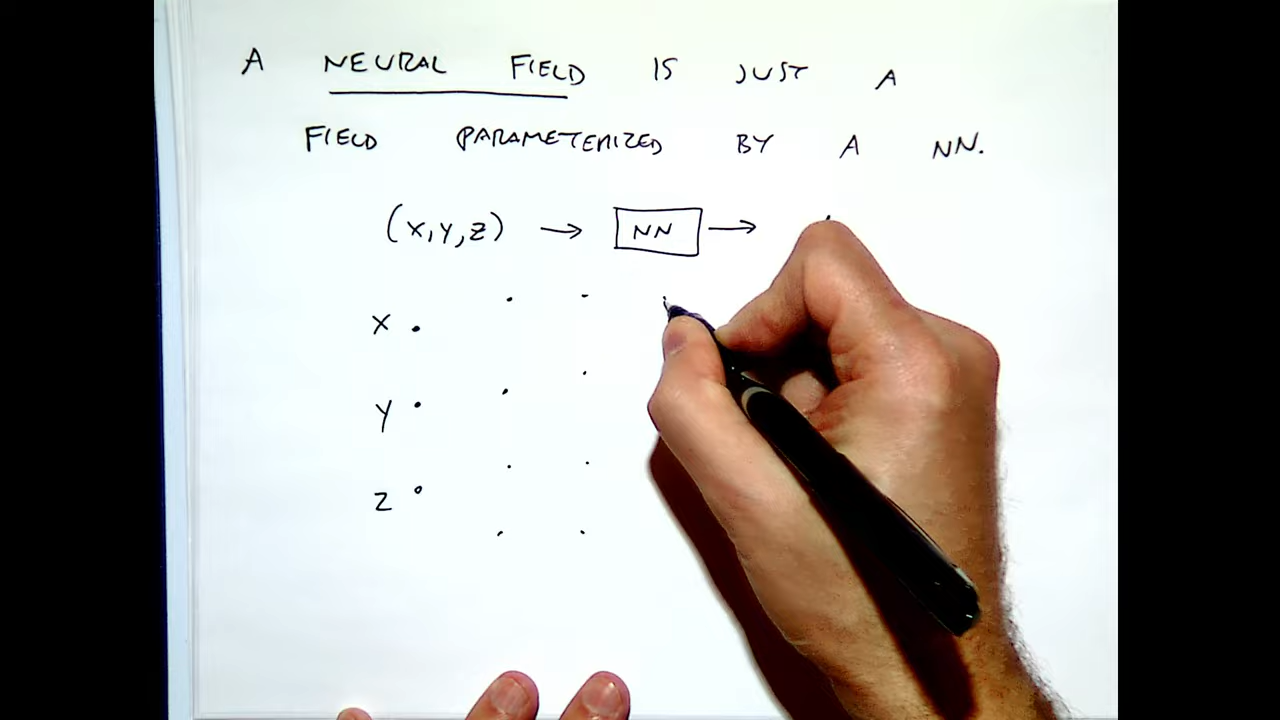 A NEURAL FIELD IS JUST A
FIELD PARAMETERIZED BY A NN.
(X,Y,Z) → NN →
X
Y
Z